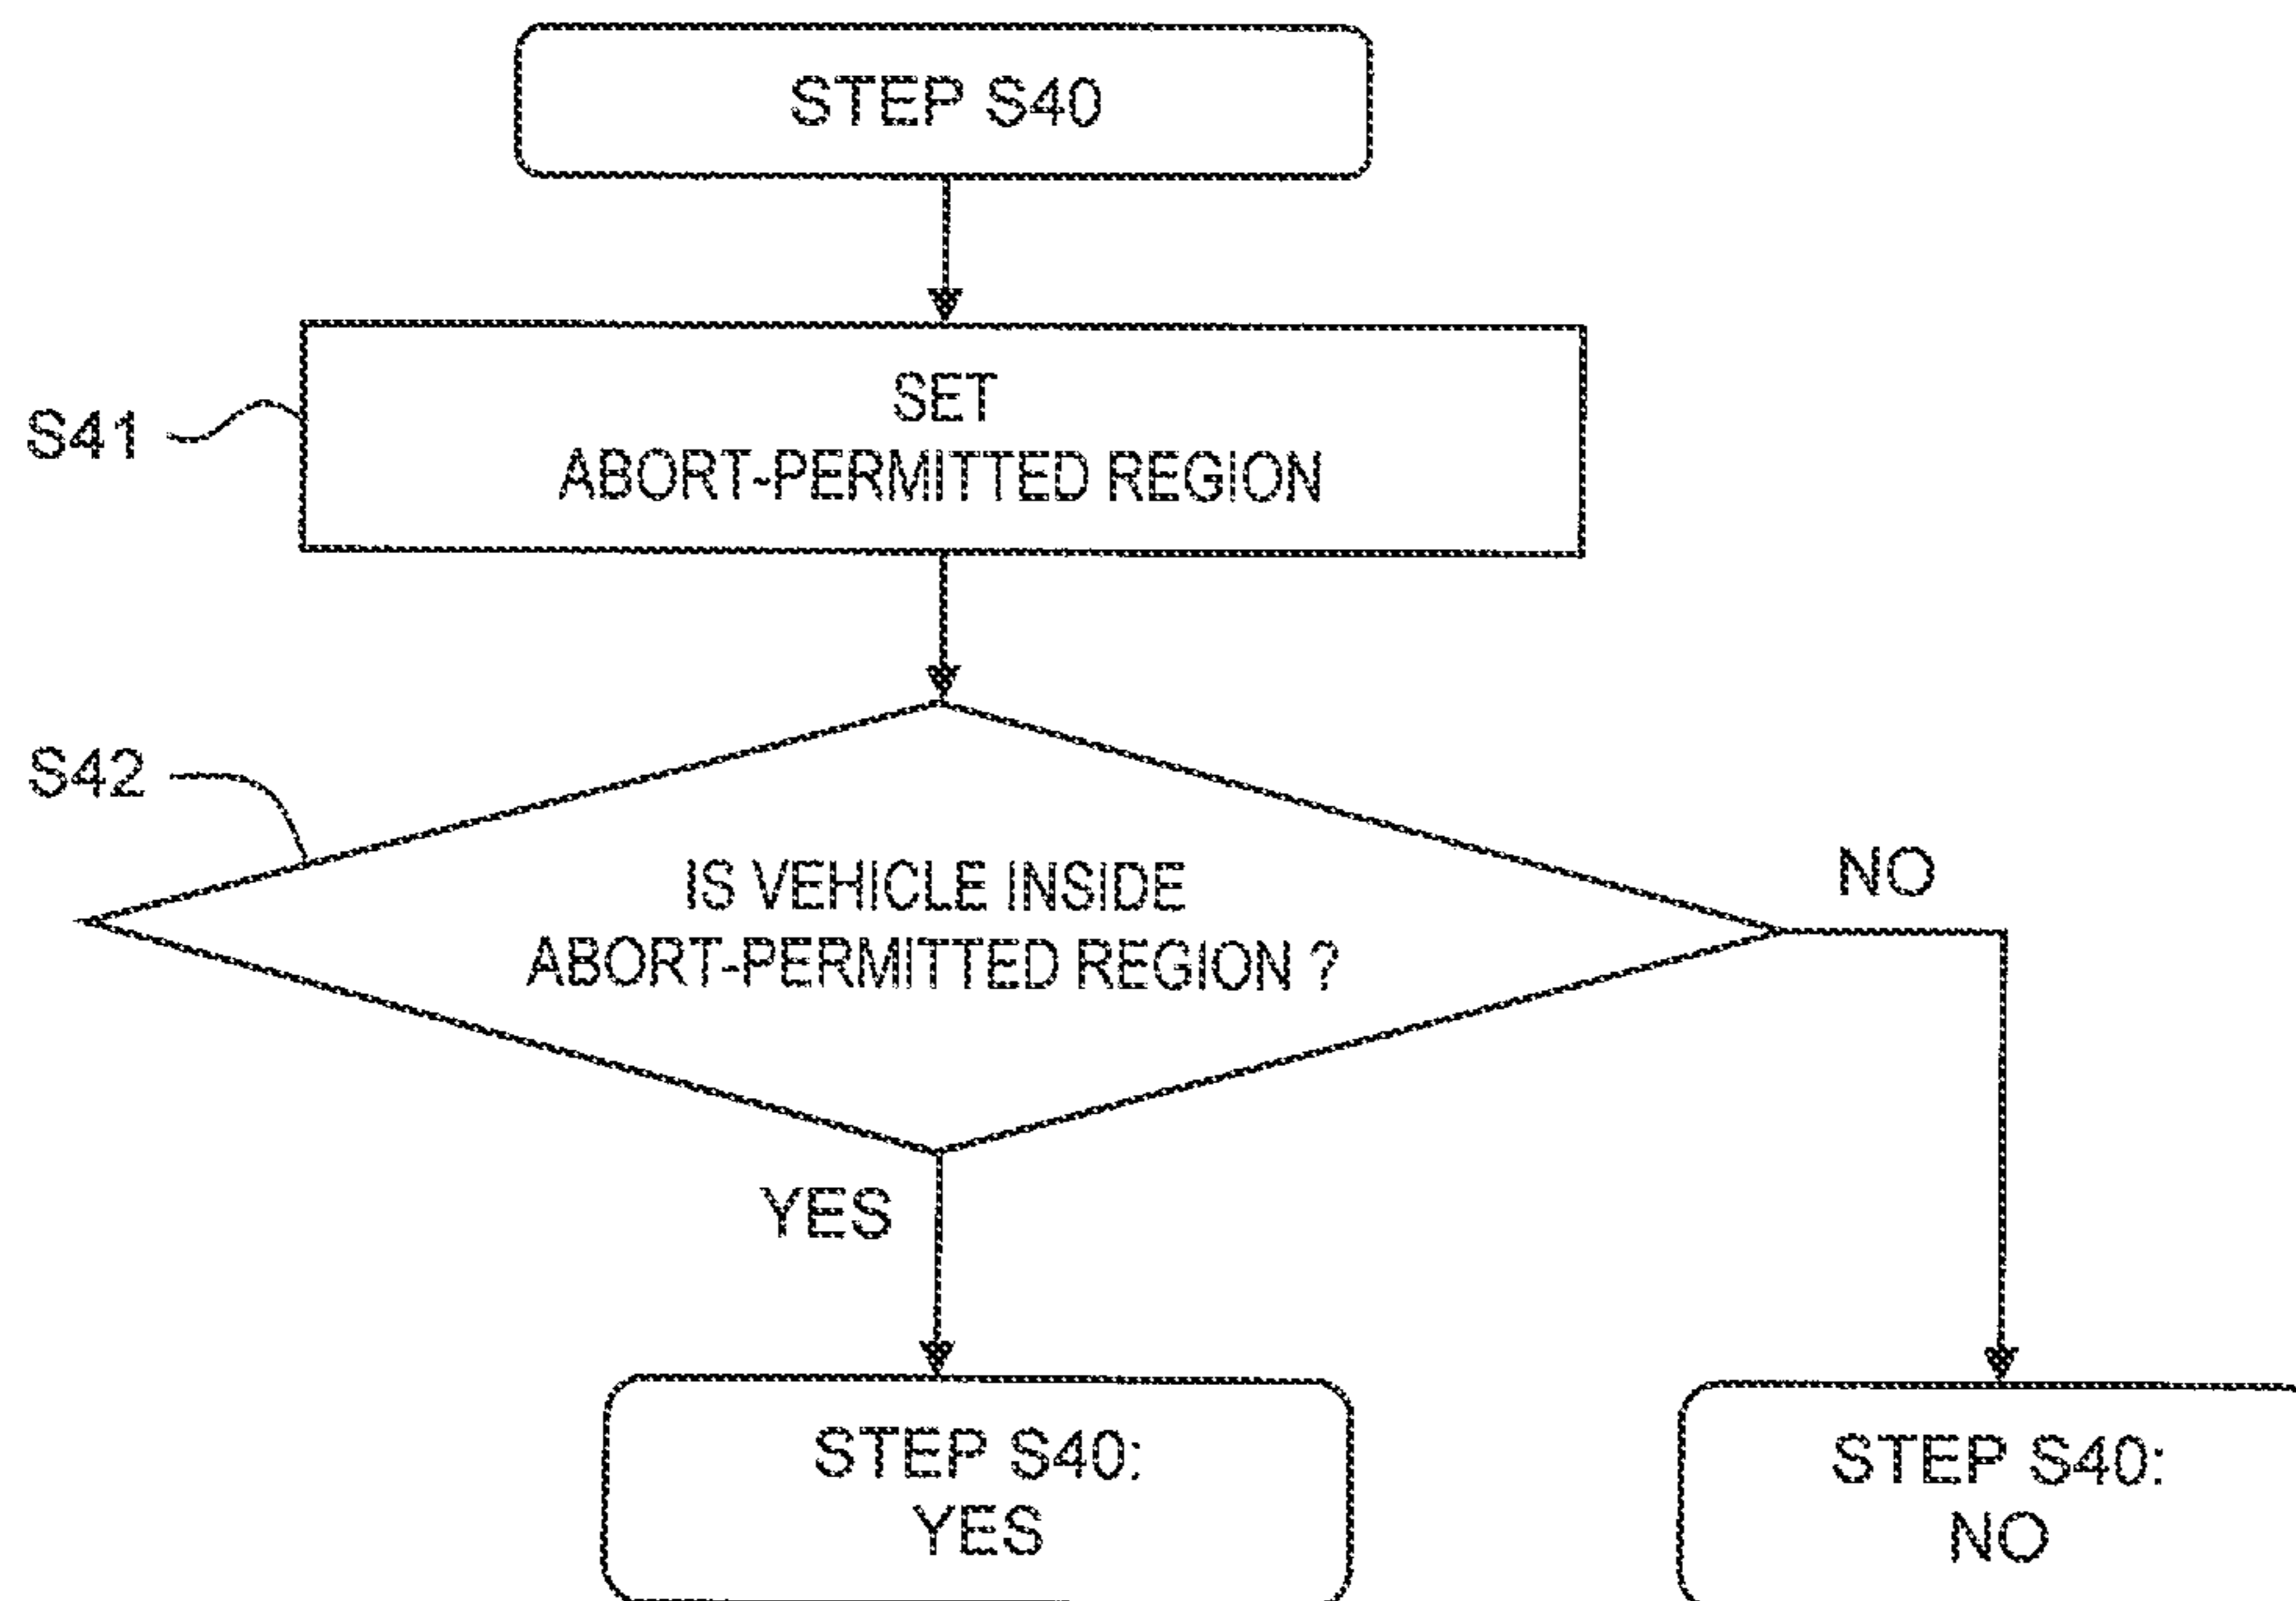 STEP S40
S41
SET
ABORT-PERMITTED REGION
S42
IS VEHICLE INSIDE
ABORT-PERMITTED REGION ?
NO
YES
STEP S40:
YES
STEP S40:
NO